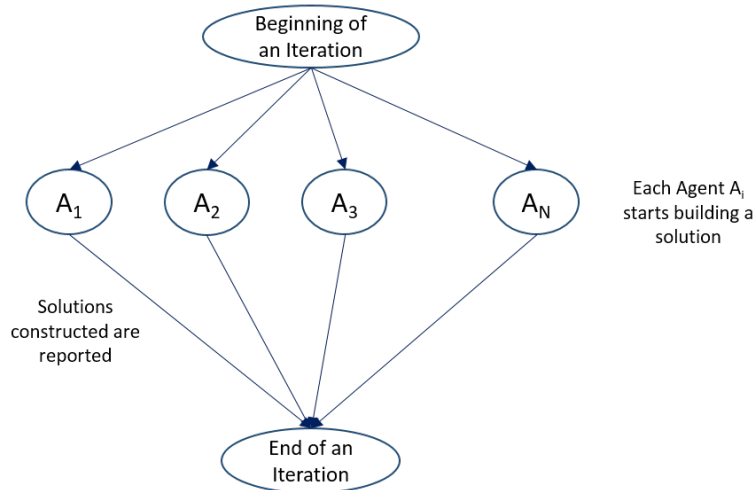 Beginning of
an Iteration
A₁
A₂
A₃
A_N
Each Agent Aᵢ
starts building a
solution
Solutions
constructed are
reported
End of an
Iteration